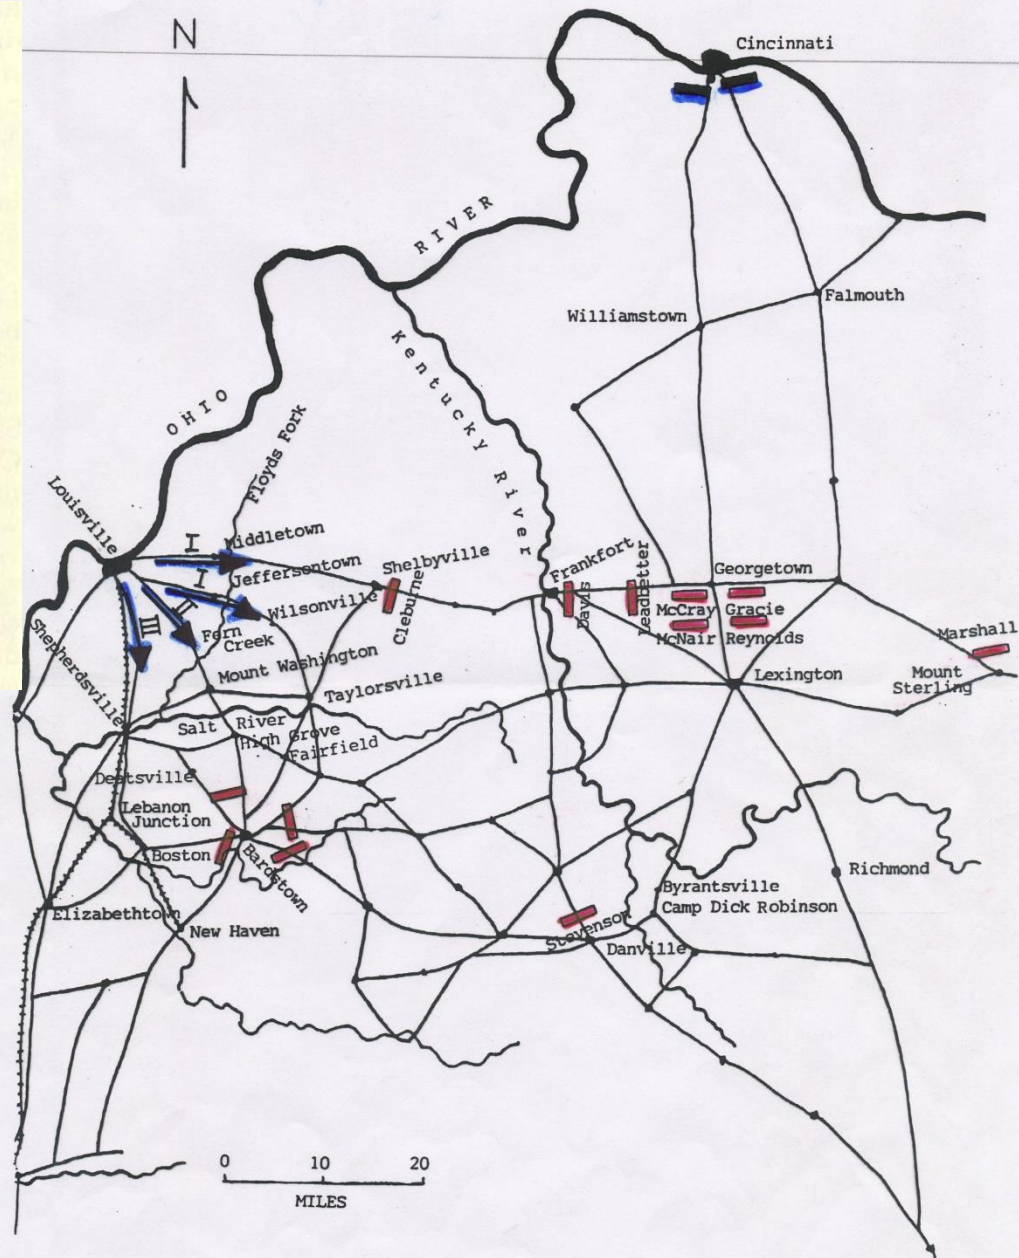 N
Cincinnati
OHIO RIVER
Falmouth
Williamstown
Kentucky River
Floyds Fork
Louisville
I
Middletown
Jeffersontown
I
II
III
Shelbyville
Cleburne
Wilsonville
Fern
Creek
Frankfort
Davis
Leadbetter
Georgetown
McCray
Gracie
McNair
Reynolds
Marshall
Mount
Sterling
Lexington
Shepherdsville
Mount Washington
Taylorsville
Salt River
High Grove
Fairfield
Deatsville
Lebanon
Junction
Boston
Bardstown
Elizabethtown
New Haven
Stevenson
Danville
Byrantsville
Camp Dick Robinson
Richmond
0 10 20
MILES